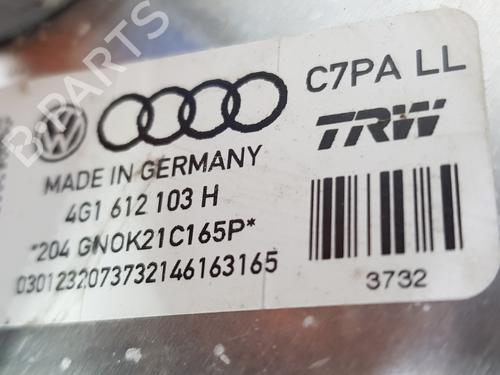 C7PA LL
TRW
MADE IN GERMANY
4G1 612 103 H
*204 GNOK21C165P*
03012320737321461631​65
3732
B-PARTS